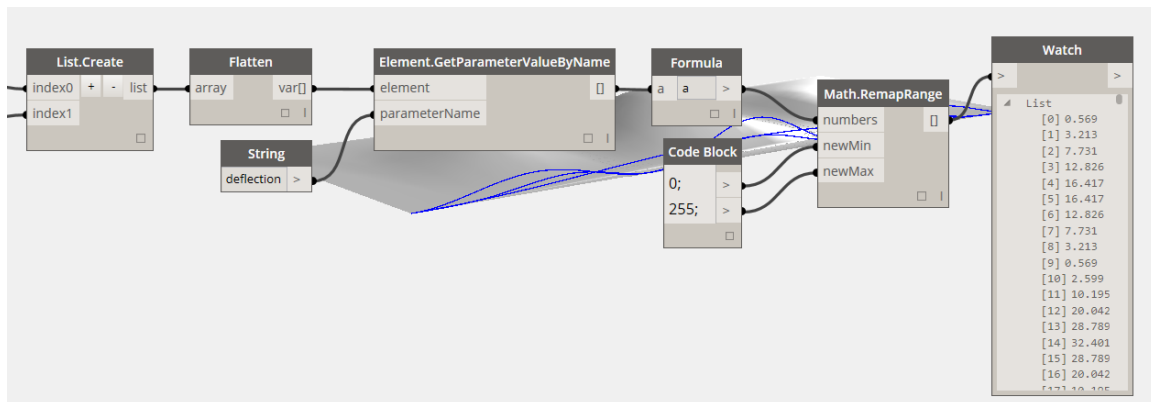 List.Create
index0 + - list
index1
Flatten
array var[]
String
deflection >
Element.GetParameterValueByName
element []
parameterName
Formula
a a >
Code Block
0; >
255; >
Math.RemapRange
numbers []
newMin
newMax
Watch
> >
List
[0] 0.569
[1] 3.213
[2] 7.731
[3] 12.826
[4] 16.417
[5] 16.417
[6] 12.826
[7] 7.731
[8] 3.213
[9] 0.569
[10] 2.599
[11] 10.195
[12] 20.042
[13] 28.789
[14] 32.401
[15] 28.789
[16] 20.042
[17] 10.195